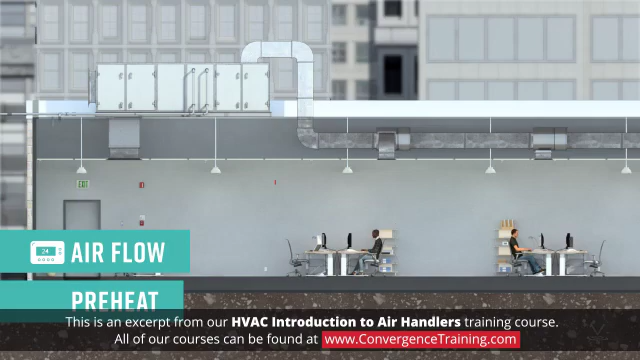 EXIT
24°
AIR FLOW
PREHEAT
This is an excerpt from our HVAC Introduction to Air Handlers training course.
All of our courses can be found at www.ConvergenceTraining.com